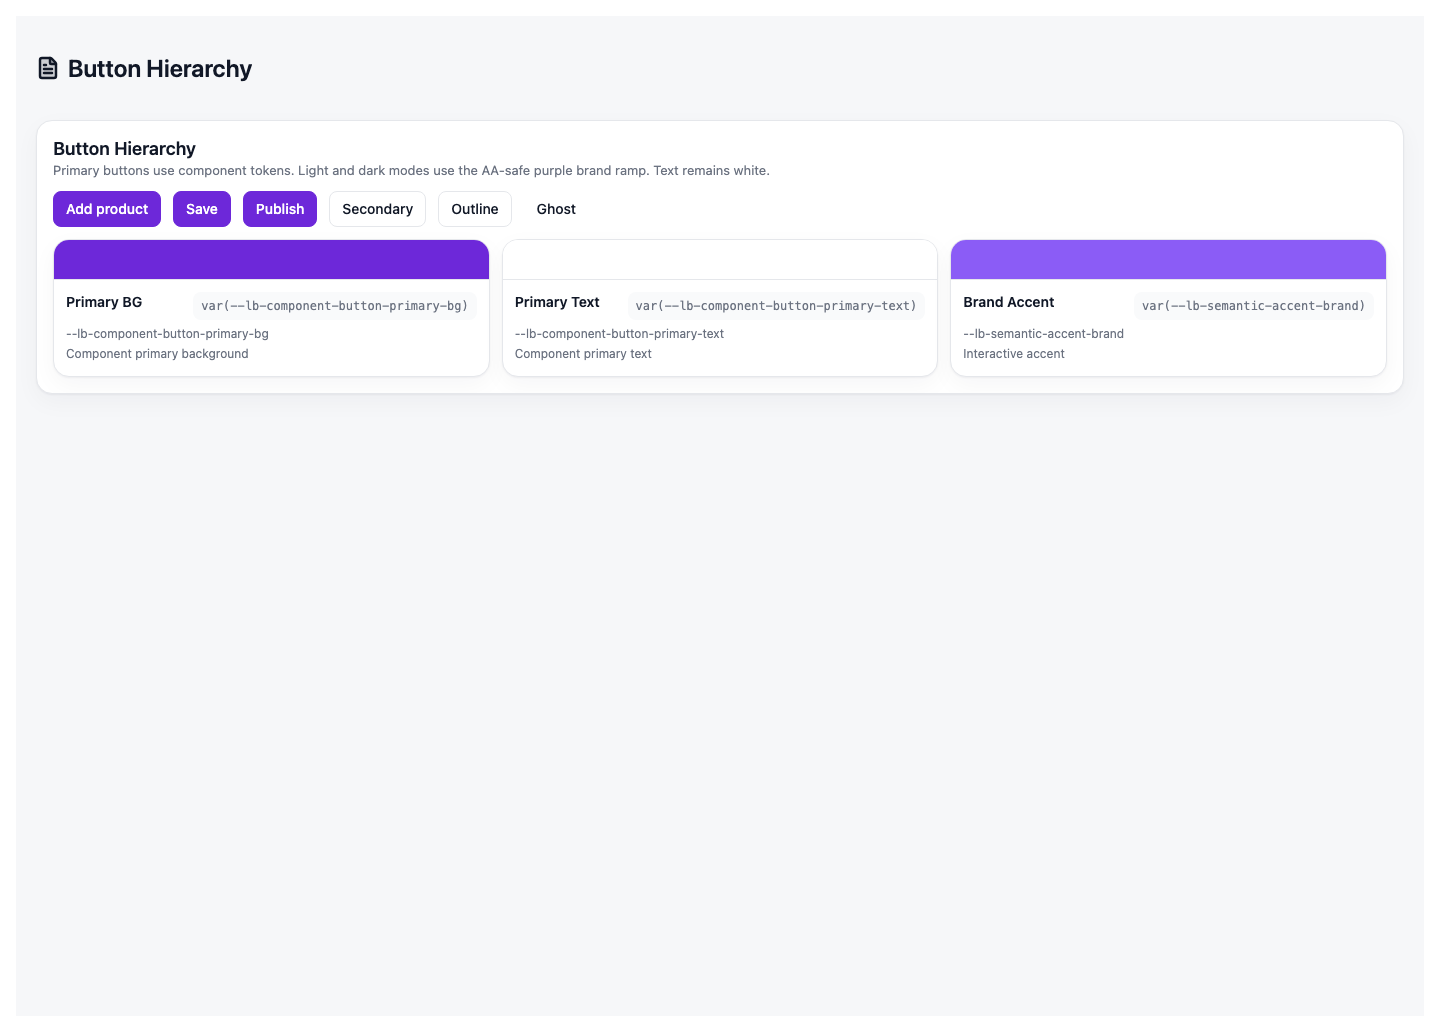 Button Hierarchy
Button Hierarchy
Primary buttons use component tokens. Light and dark modes use the AA-safe purple brand ramp. Text remains white.
Add product Save Publish Secondary Outline Ghost
Primary BG var(--lb-component-button-primary-bg)
--lb-component-button-primary-bg
Component primary background
Primary Text var(--lb-component-button-primary-text)
--lb-component-button-primary-text
Component primary text
Brand Accent var(--lb-semantic-accent-brand)
--lb-semantic-accent-brand
Interactive accent